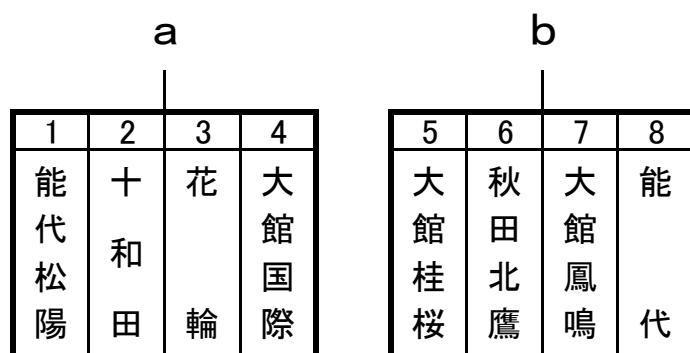 a
b
1 2 3 4
5 6 7 8
能代松陽
十和田
花輪
大館国際
大館桂桜
秋田北鷹
大館鳳鳴
能代